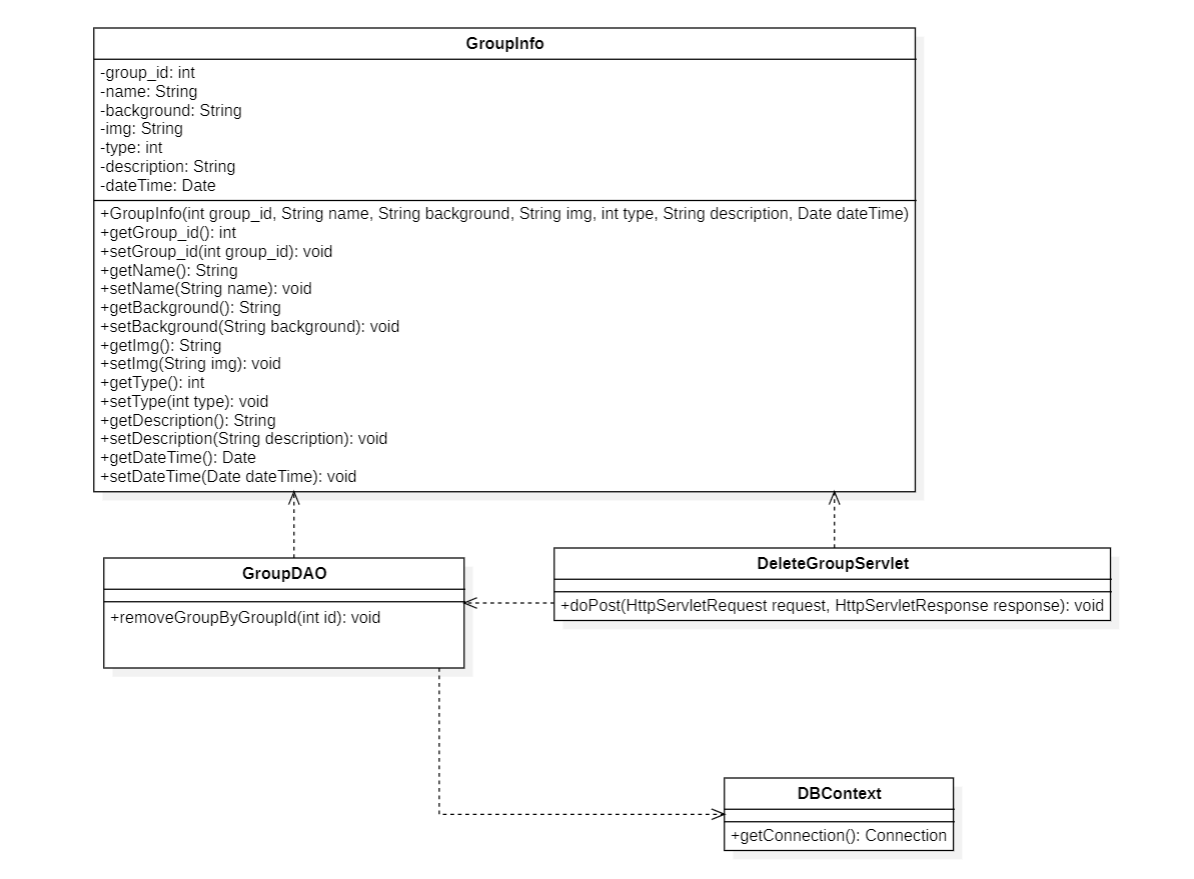 GroupInfo
-group_id: int
-name: String
-background: String
-img: String
-type: int
-description: String
-dateTime: Date
+GroupInfo(int group_id, String name, String background, String img, int type, String description, Date dateTime)
+getGroup_id(): int
+setGroup_id(int group_id): void
+getName(): String
+setName(String name): void
+getBackground(): String
+setBackground(String background): void
+getImg(): String
+setImg(String img): void
+getType(): int
+setType(int type): void
+getDescription(): String
+setDescription(String description): void
+getDateTime(): Date
+setDateTime(Date dateTime): void
GroupDAO
+removeGroupByGroupId(int id): void
DeleteGroupServlet
+doPost(HttpServletRequest request, HttpServletResponse response): void
DBContext
+getConnection(): Connection